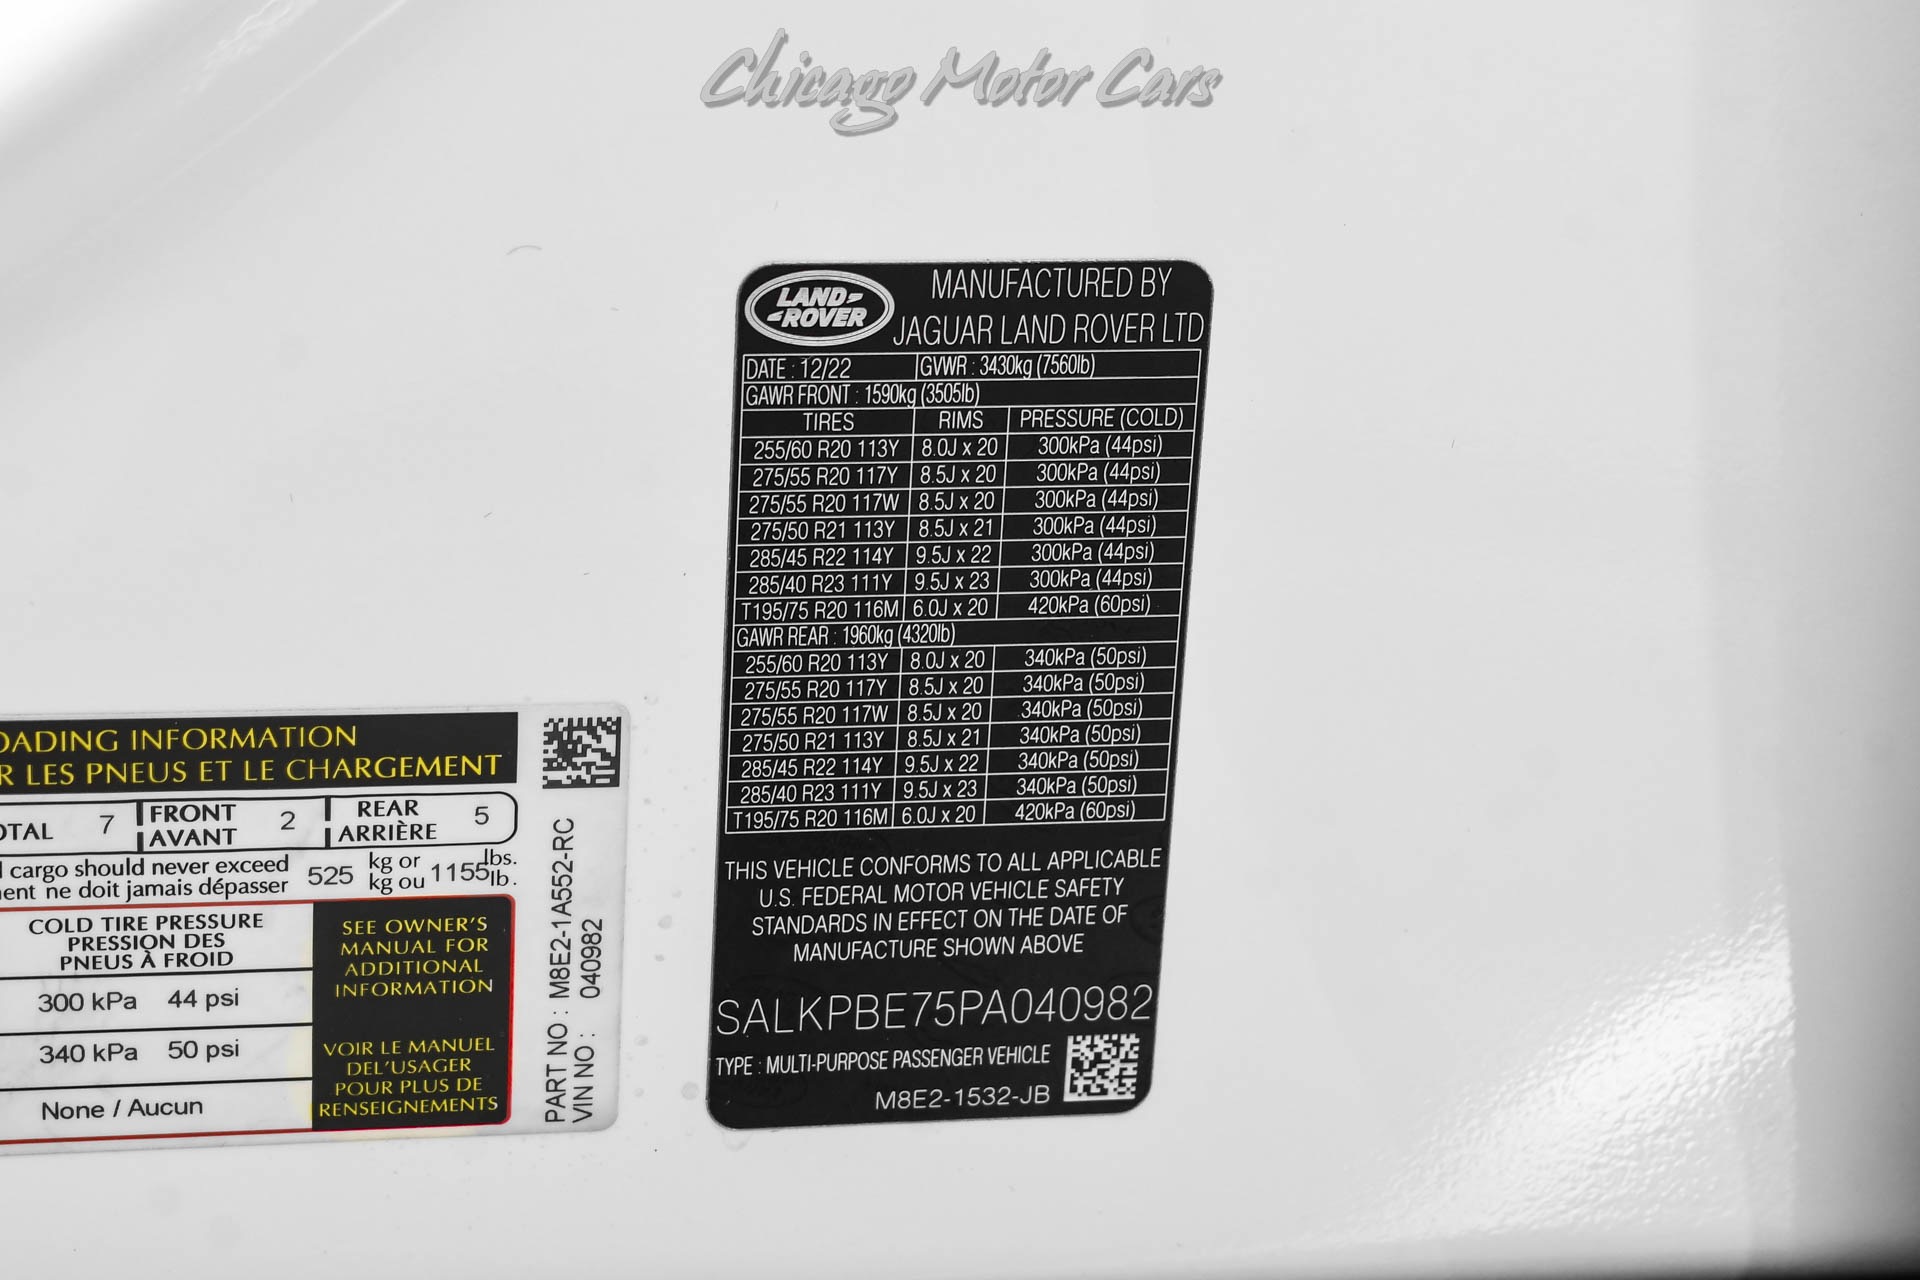 Chicago Motor Cars
LAND-
-ROVER
MANUFACTURED BY
JAGUAR LAND ROVER LTD
DATE : 12/22 GVWR : 3430kg (7560lb)
GAWR FRONT : 1590kg (3505lb)
TIRES RIMS PRESSURE (COLD)
255/60 R20 113Y 8.0J x 20 300kPa (44psi)
275/55 R20 117Y 8.5J x 20 300kPa (44psi)
275/55 R20 117W 8.5J x 20 300kPa (44psi)
275/50 R21 113Y 8.5J x 21 300kPa (44psi)
285/45 R22 114Y 9.5J x 22 300kPa (44psi)
285/40 R23 111Y 9.5J x 23 300kPa (44psi)
T195/75 R20 116M 6.0J x 20 420kPa (60psi)
GAWR REAR : 1960kg (4320lb)
255/60 R20 113Y 8.0J x 20 340kPa (50psi)
275/55 R20 117Y 8.5J x 20 340kPa (50psi)
275/55 R20 117W 8.5J x 20 340kPa (50psi)
275/50 R21 113Y 8.5J x 21 340kPa (50psi)
285/45 R22 114Y 9.5J x 22 340kPa (50psi)
285/40 R23 111Y 9.5J x 23 340kPa (50psi)
T195/75 R20 116M 6.0J x 20 420kPa (60psi)
THIS VEHICLE CONFORMS TO ALL APPLICABLE
U.S. FEDERAL MOTOR VEHICLE SAFETY
STANDARDS IN EFFECT ON THE DATE OF
MANUFACTURE SHOWN ABOVE
SALKPBE75PA040982
TYPE : MULTI-PURPOSE PASSENGER VEHICLE
M8E2-1532-JB
OADING INFORMATION
R LES PNEUS ET LE CHARGEMENT
OTAL 7 FRONT AVANT 2 REAR ARRIÈRE 5
cargo should never exceed 525 kg or 1155 lbs.
ent ne doit jamais dépasser kg ou lb.
COLD TIRE PRESSURE
PRESSION DES
PNEUS À FROID
300 kPa 44 psi
340 kPa 50 psi
None / Aucun
SEE OWNER'S
MANUAL FOR
ADDITIONAL
INFORMATION
VOIR LE MANUEL
DEL'USAGER
POUR PLUS DE
RENSEIGNEMENTS
PART NO : M8E2-1A552-RC
VIN NO : 040982